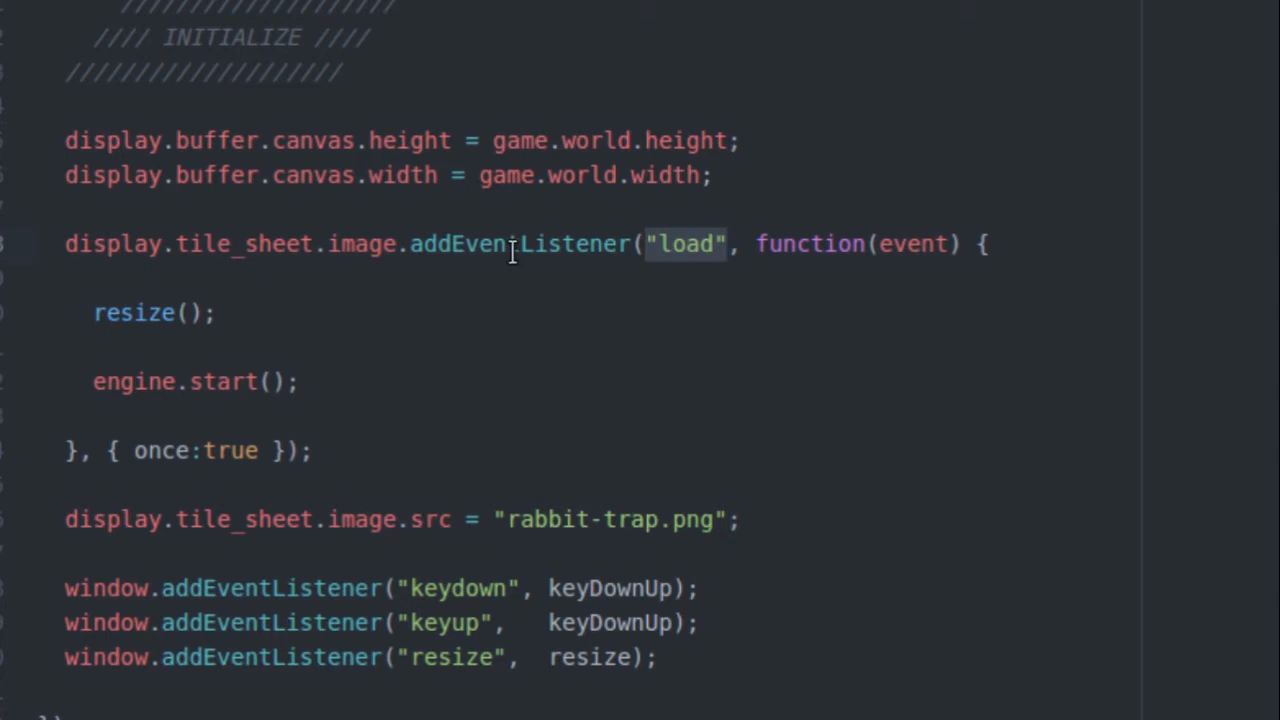 ////////////////////
//// INITIALIZE ////
////////////////////
display.buffer.canvas.height = game.world.height;
display.buffer.canvas.width = game.world.width;
display.tile_sheet.image.addEventListener("load", function(event) {
resize();
engine.start();
}, { once:true });
display.tile_sheet.image.src = "rabbit-trap.png";
window.addEventListener("keydown", keyDownUp);
window.addEventListener("keyup",   keyDownUp);
window.addEventListener("resize",  resize);